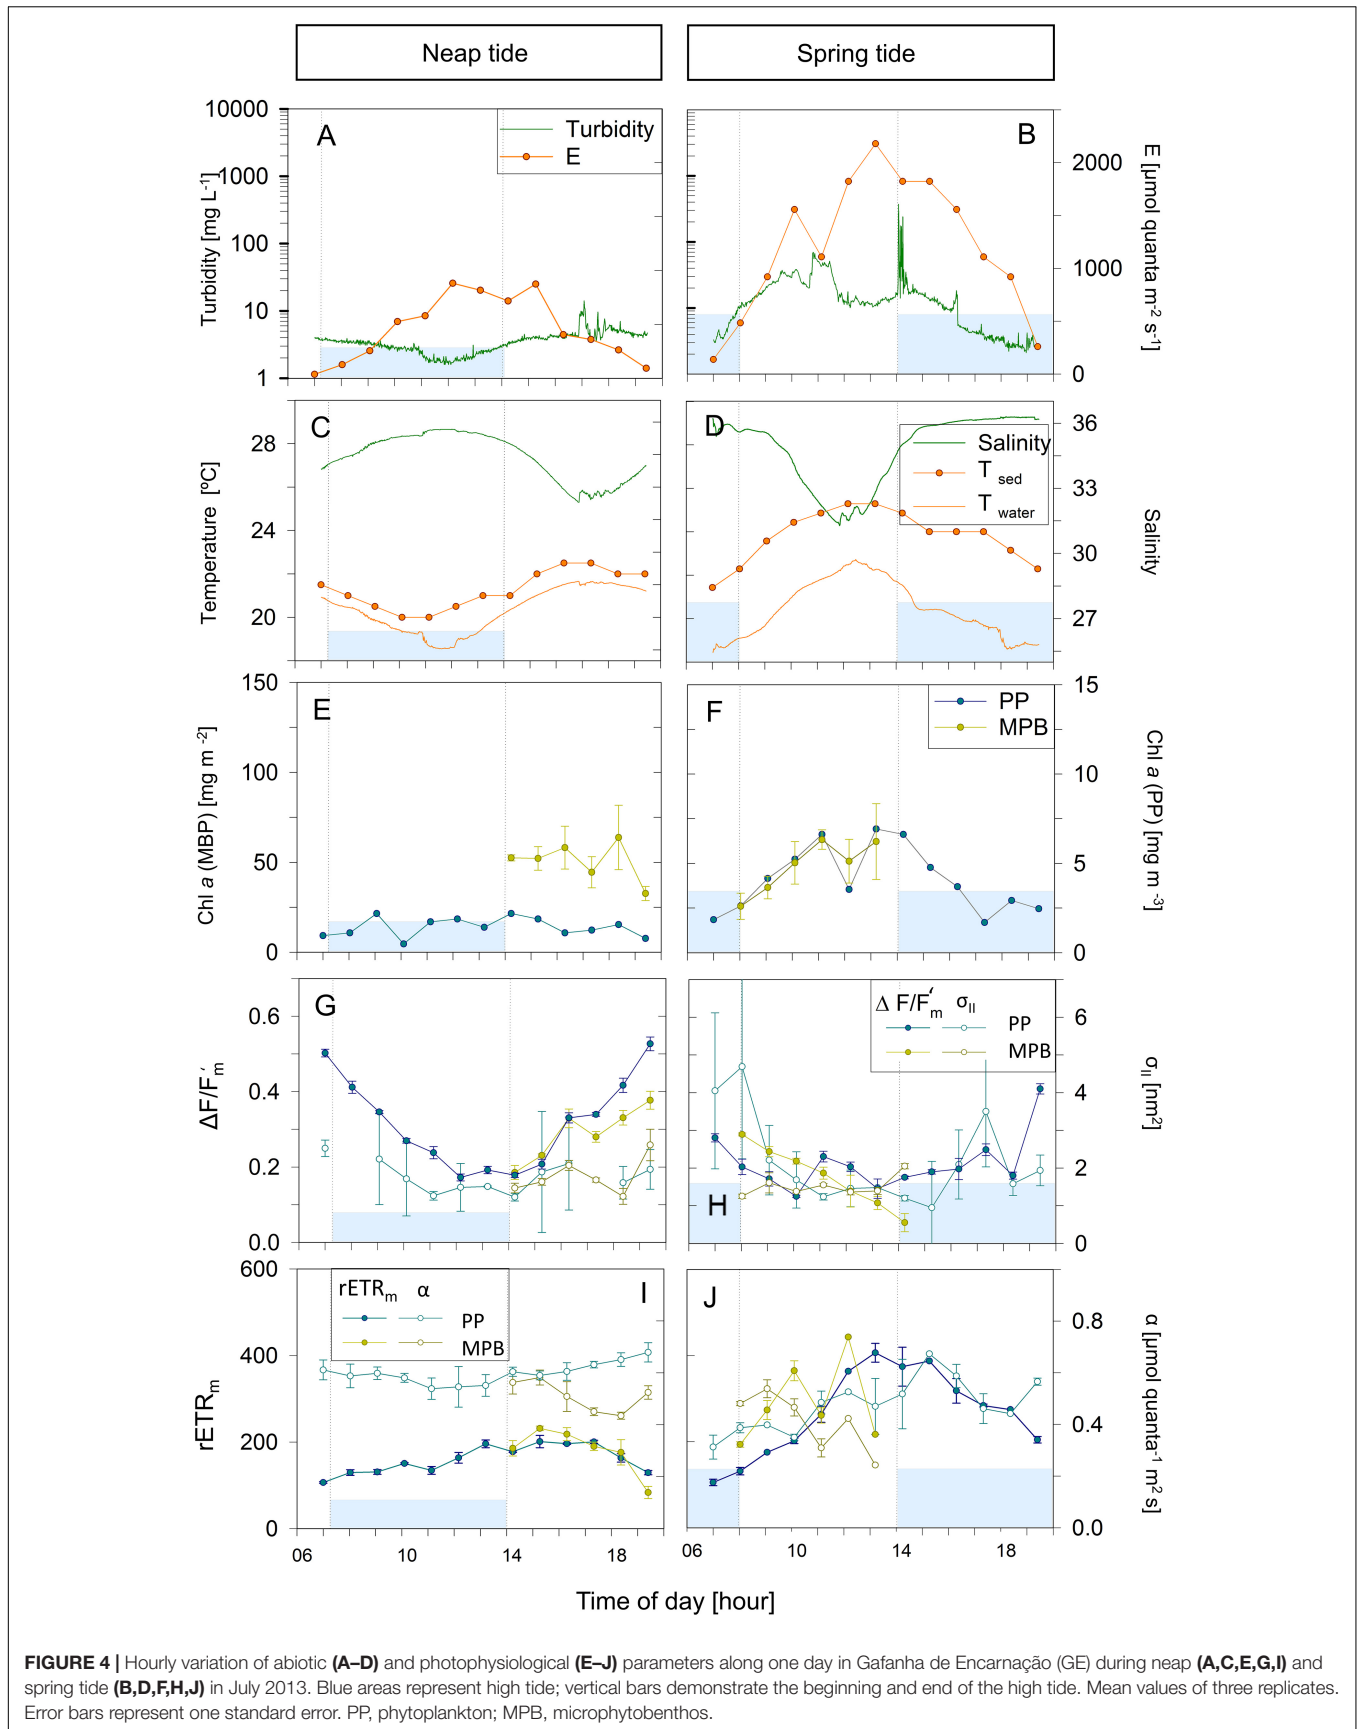 Neap tide
Spring tide
10000
1000
100
10
1
Turbidity [mg L-1]
A
Turbidity
E
B
2000
1000
0
E [µmol quanta m-2 s-1]
28
24
20
Temperature [ºC]
C
D
Salinity
T sed
T water
36
33
30
27
Salinity
150
100
50
0
Chl a (MBP) [mg m -2]
E
F
PP
MPB
15
10
5
0
Chl a (PP) [mg m -3]
0.6
0.4
0.2
0.0
ΔF/Fm′
G
H
Δ F/F′m σII
PP
MPB
6
4
2
0
σII [nm2]
600
400
200
0
rETRm
rETRm α
PP
MPB
I
J
0.8
0.4
0.0
α [µmol quanta-1 m2 s]
06 10 14 18
06 10 14 18
Time of day [hour]
FIGURE 4 | Hourly variation of abiotic (A–D) and photophysiological (E–J) parameters along one day in Gafanha de Encarnação (GE) during neap (A,C,E,G,I) and
spring tide (B,D,F,H,J) in July 2013. Blue areas represent high tide; vertical bars demonstrate the beginning and end of the high tide. Mean values of three replicates.
Error bars represent one standard error. PP, phytoplankton; MPB, microphytobenthos.